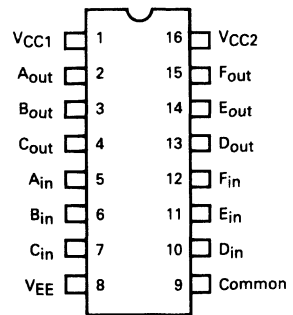 VCC1 1 16 VCC2
Aout 2 15 Fout
Bout 3 14 Eout
Cout 4 13 Dout
Ain 5 12 Fin
Bin 6 11 Ein
Cin 7 10 Din
VEE 8 9 Common